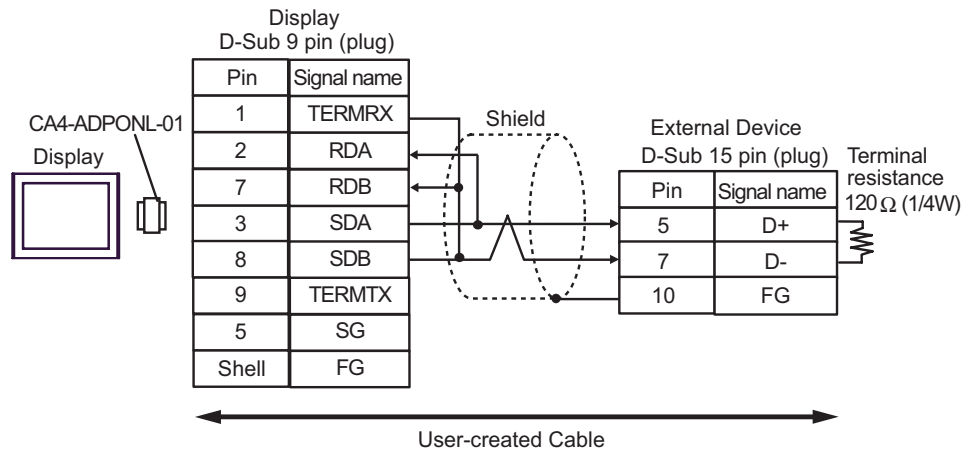 Display
D-Sub 9 pin (plug)
Pin Signal name
1 TERMRX
2 RDA
7 RDB
3 SDA
8 SDB
9 TERMTX
5 SG
Shell FG
CA4-ADPONL-01
Display
Shield
External Device
D-Sub 15 pin (plug)
Pin Signal name
5 D+
7 D-
10 FG
Terminal
resistance
120Ω (1/4W)
User-created Cable